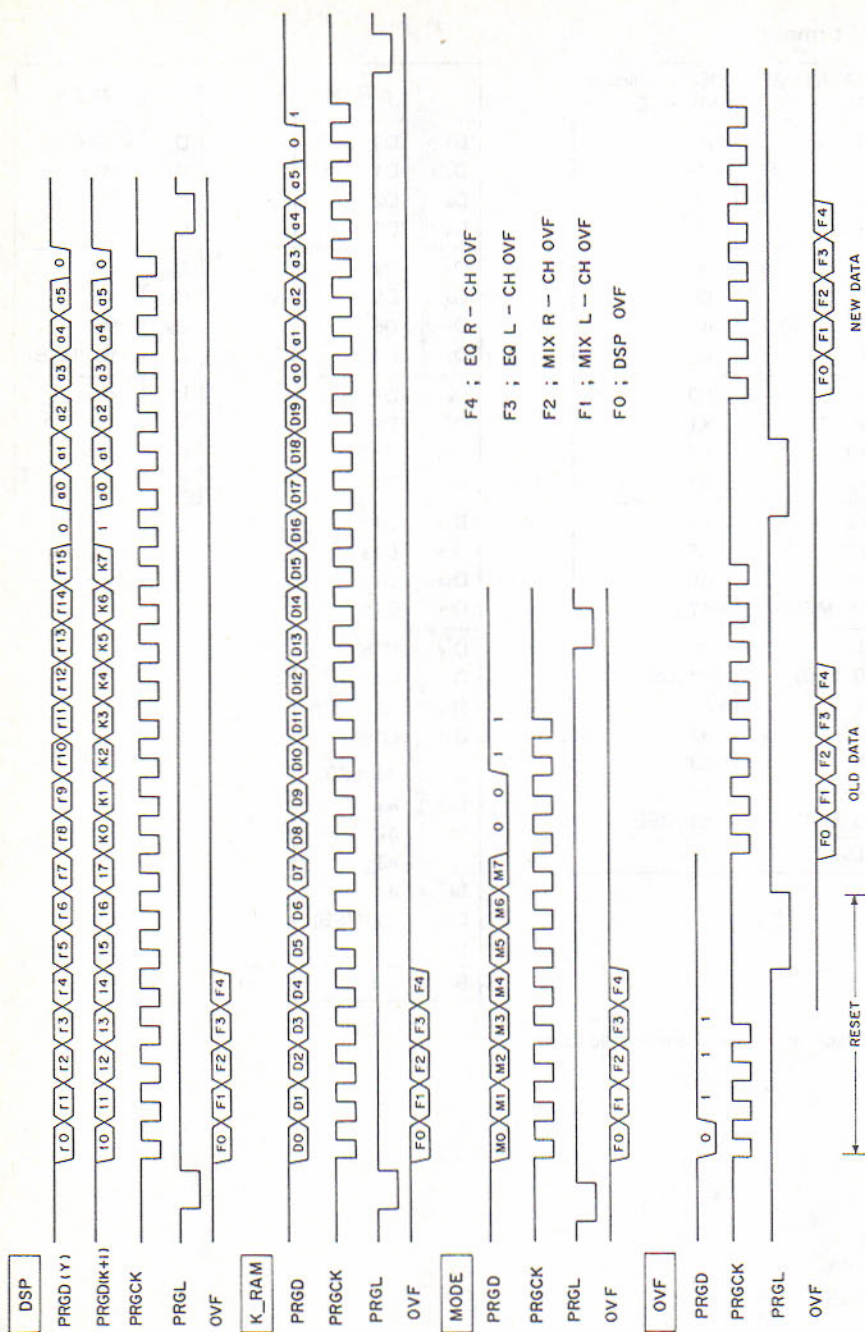 DSP
PRGD(Y) r0 r1 r2 r3 r4 r5 r6 r7 r8 r9 r10 r11 r12 r13 r14 r15 0 a0 a1 a2 a3 a4 a5 0
PRGD(K+I) I0 I1 I2 I3 I4 I5 I6 I7 K0 K1 K2 K3 K4 K5 K6 K7 1 a0 a1 a2 a3 a4 a5 0
PRGCK
PRGL
OVF F0 F1 F2 F3 F4
K_RAM
PRGD D0 D1 D2 D3 D4 D5 D6 D7 D8 D9 D10 D11 D12 D13 D14 D15 D16 D17 D18 D19 a0 a1 a2 a3 a4 a5 0 1
PRGCK
PRGL
OVF F0 F1 F2 F3 F4
MODE
PRGD M0 M1 M2 M3 M4 M5 M6 M7 0 0 1 1
PRGCK
PRGL
OVF F0 F1 F2 F3 F4
F4 ; EQ R-CH OVF
F3 ; EQ L-CH OVF
F2 ; MIX R-CH OVF
F1 ; MIX L-CH OVF
F0 ; DSP OVF
OVF
PRGD 0 1 1 1
PRGCK
PRGL
OVF F0 F1 F2 F3 F4 F0 F1 F2 F3 F4
RESET OLD DATA NEW DATA